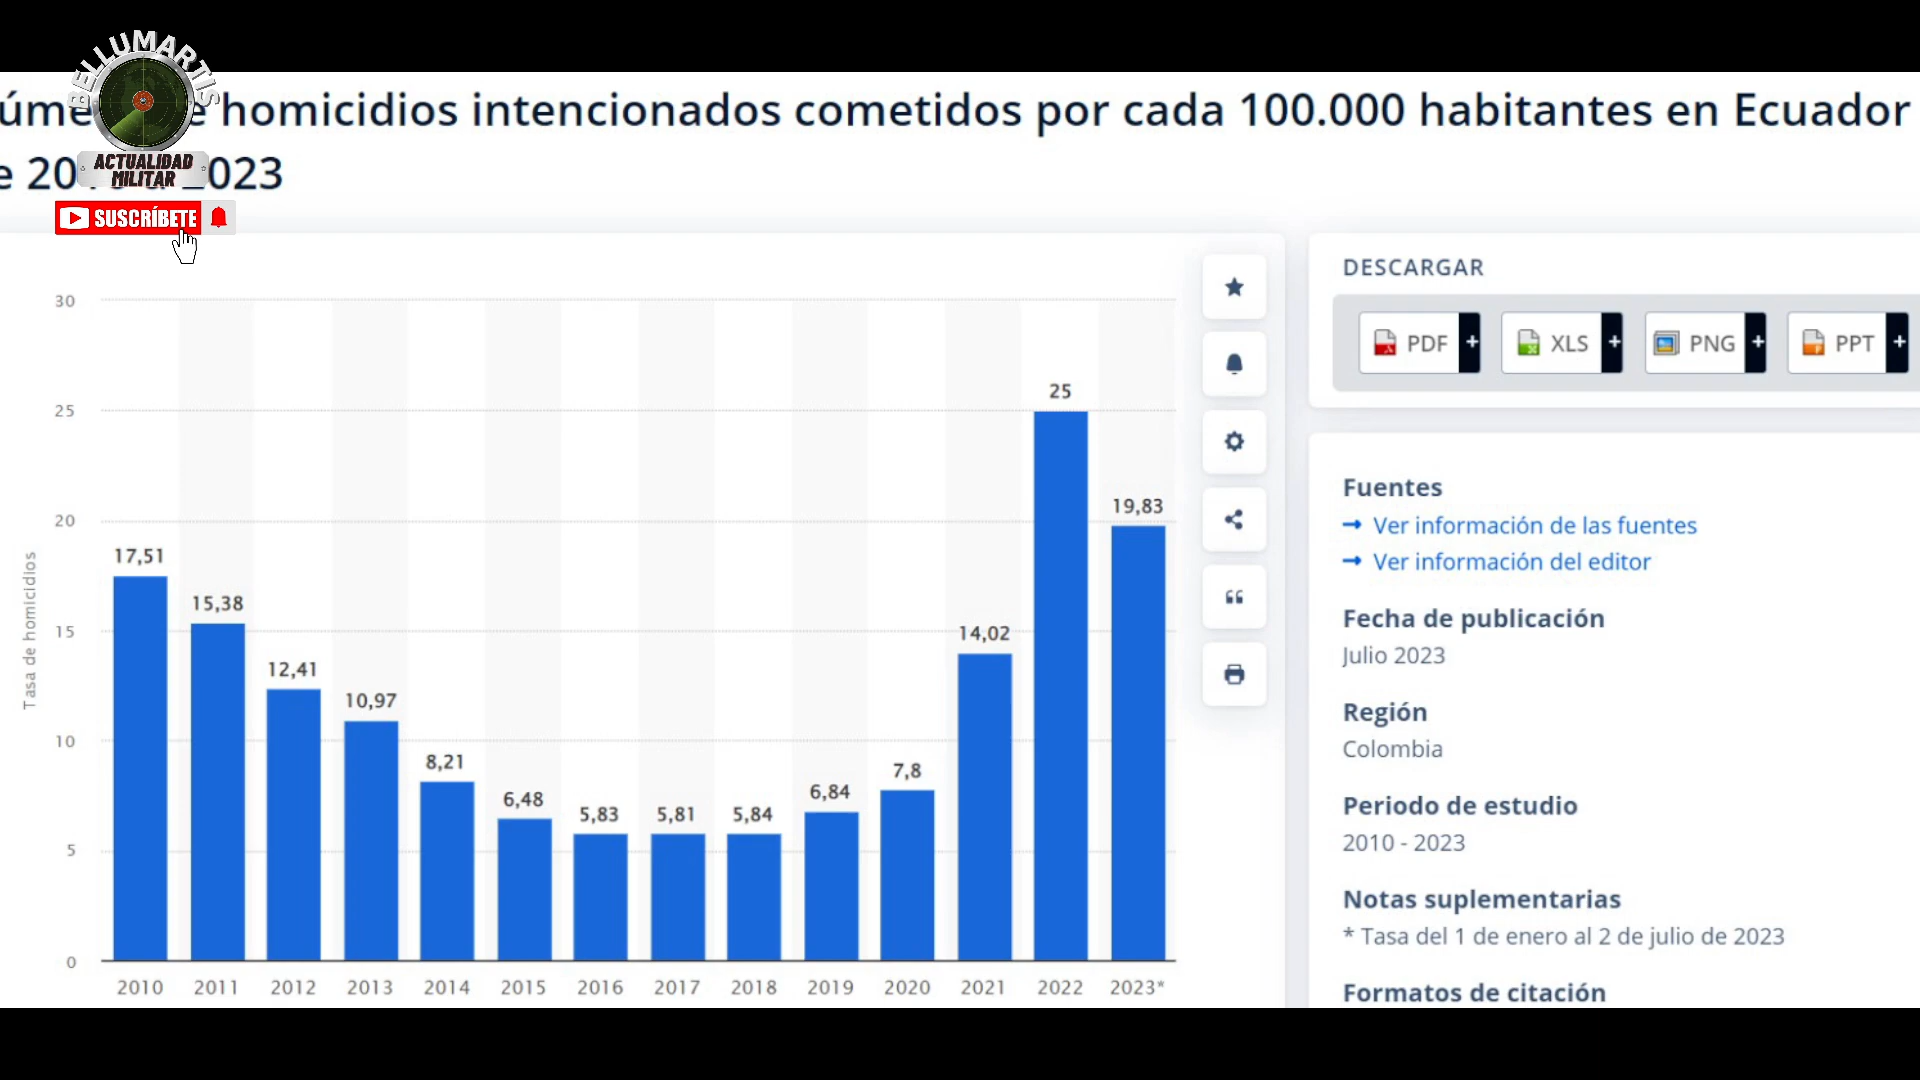 BELLUMARTIS
ACTUALIDAD
MILITAR
SUSCRÍBETE
homicidios intencionados cometidos por cada 100.000 habitantes en Ecuador
2023
Tasa de homicidios
30
25
20
15
10
5
0
17,51
15,38
12,41
10,97
8,21
6,48
5,83
5,81
5,84
6,84
7,8
14,02
25
19,83
2010 2011 2012 2013 2014 2015 2016 2017 2018 2019 2020 2021 2022 2023*
DESCARGAR
PDF + XLS + PNG + PPT +
Fuentes
→ Ver información de las fuentes
→ Ver información del editor
Fecha de publicación
Julio 2023
Región
Colombia
Periodo de estudio
2010 - 2023
Notas suplementarias
* Tasa del 1 de enero al 2 de julio de 2023
Formatos de citación